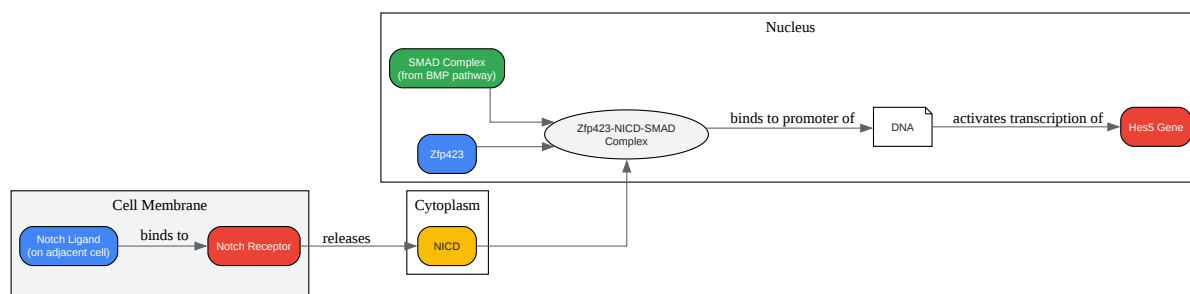 Nucleus
SMAD Complex
(from BMP pathway)
Zfp423-NICD-SMAD
Complex
binds to promoter of
DNA
activates transcription of
Hes5 Gene
Zfp423
Cell Membrane
Cytoplasm
Notch Ligand
(on adjacent cell)
binds to
Notch Receptor
releases
NICD